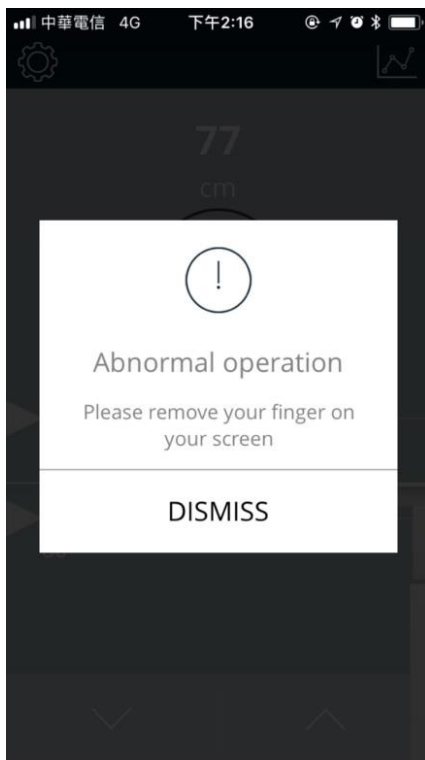 中華電信 4G 下午2:16
77
cm
!
Abnormal operation
Please remove your finger on
your screen
DISMISS